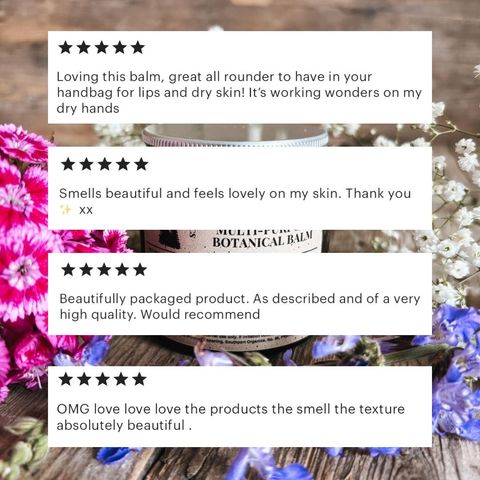 ★★★★★
Loving this balm, great all rounder to have in your
handbag for lips and dry skin! It's working wonders on my
dry hands
★★★★★
Smells beautiful and feels lovely on my skin. Thank you
✨ xx
BOTANICAL BALM
★★★★★
Beautifully packaged product. As described and of a very
high quality. Would recommend
★★★★★
OMG love love love the products the smell the texture
absolutely beautiful .